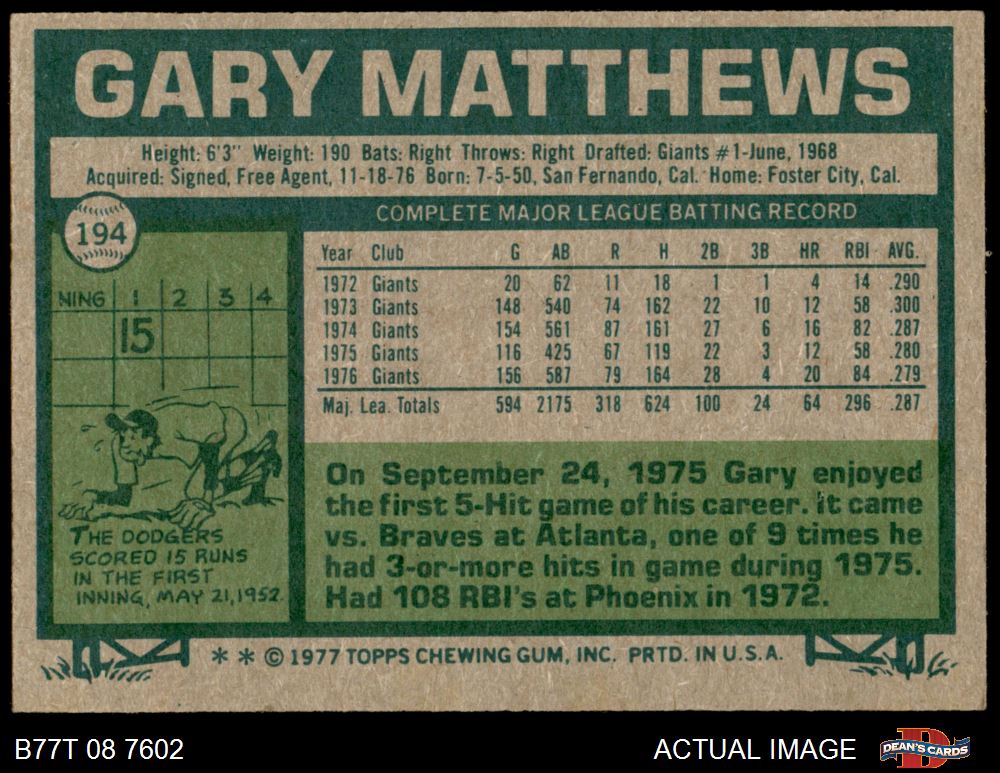 GARY MATTHEWS
Height: 6'3" Weight: 190 Bats: Right Throws: Right Drafted: Giants #1-June, 1968
Acquired: Signed, Free Agent, 11-18-76 Born: 7-5-50, San Fernando, Cal. Home: Foster City, Cal.
194
COMPLETE MAJOR LEAGUE BATTING RECORD
Year Club G AB R H 2B 3B HR RBI AVG.
1972 Giants 20 62 11 18 1 1 4 14 .290
1973 Giants 148 540 74 162 22 10 12 58 .300
1974 Giants 154 561 87 161 27 6 16 82 .287
1975 Giants 116 425 67 119 22 3 12 58 .280
1976 Giants 156 587 79 164 28 4 20 84 .279
Maj. Lea. Totals 594 2175 318 624 100 24 64 296 .287
NING 1 2 3 4
15
THE DODGERS
SCORED 15 RUNS
IN THE FIRST
INNING, MAY 21, 1952.
On September 24, 1975 Gary enjoyed
the first 5-Hit game of his career. It came
vs. Braves at Atlanta, one of 9 times he
had 3-or-more hits in game during 1975.
Had 108 RBI's at Phoenix in 1972.
* * © 1977 TOPPS CHEWING GUM, INC. PRTD. IN U.S.A.
B77T 08 7602
ACTUAL IMAGE
DEAN'S CARDS